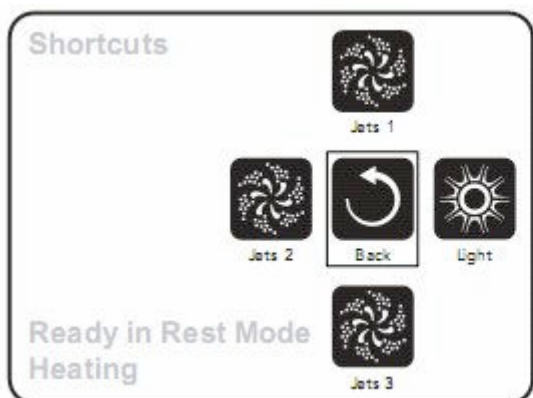 Shortcuts
Jets 1
Jets 2
Back
Light
Ready in Rest Mode
Heating
Jets 3